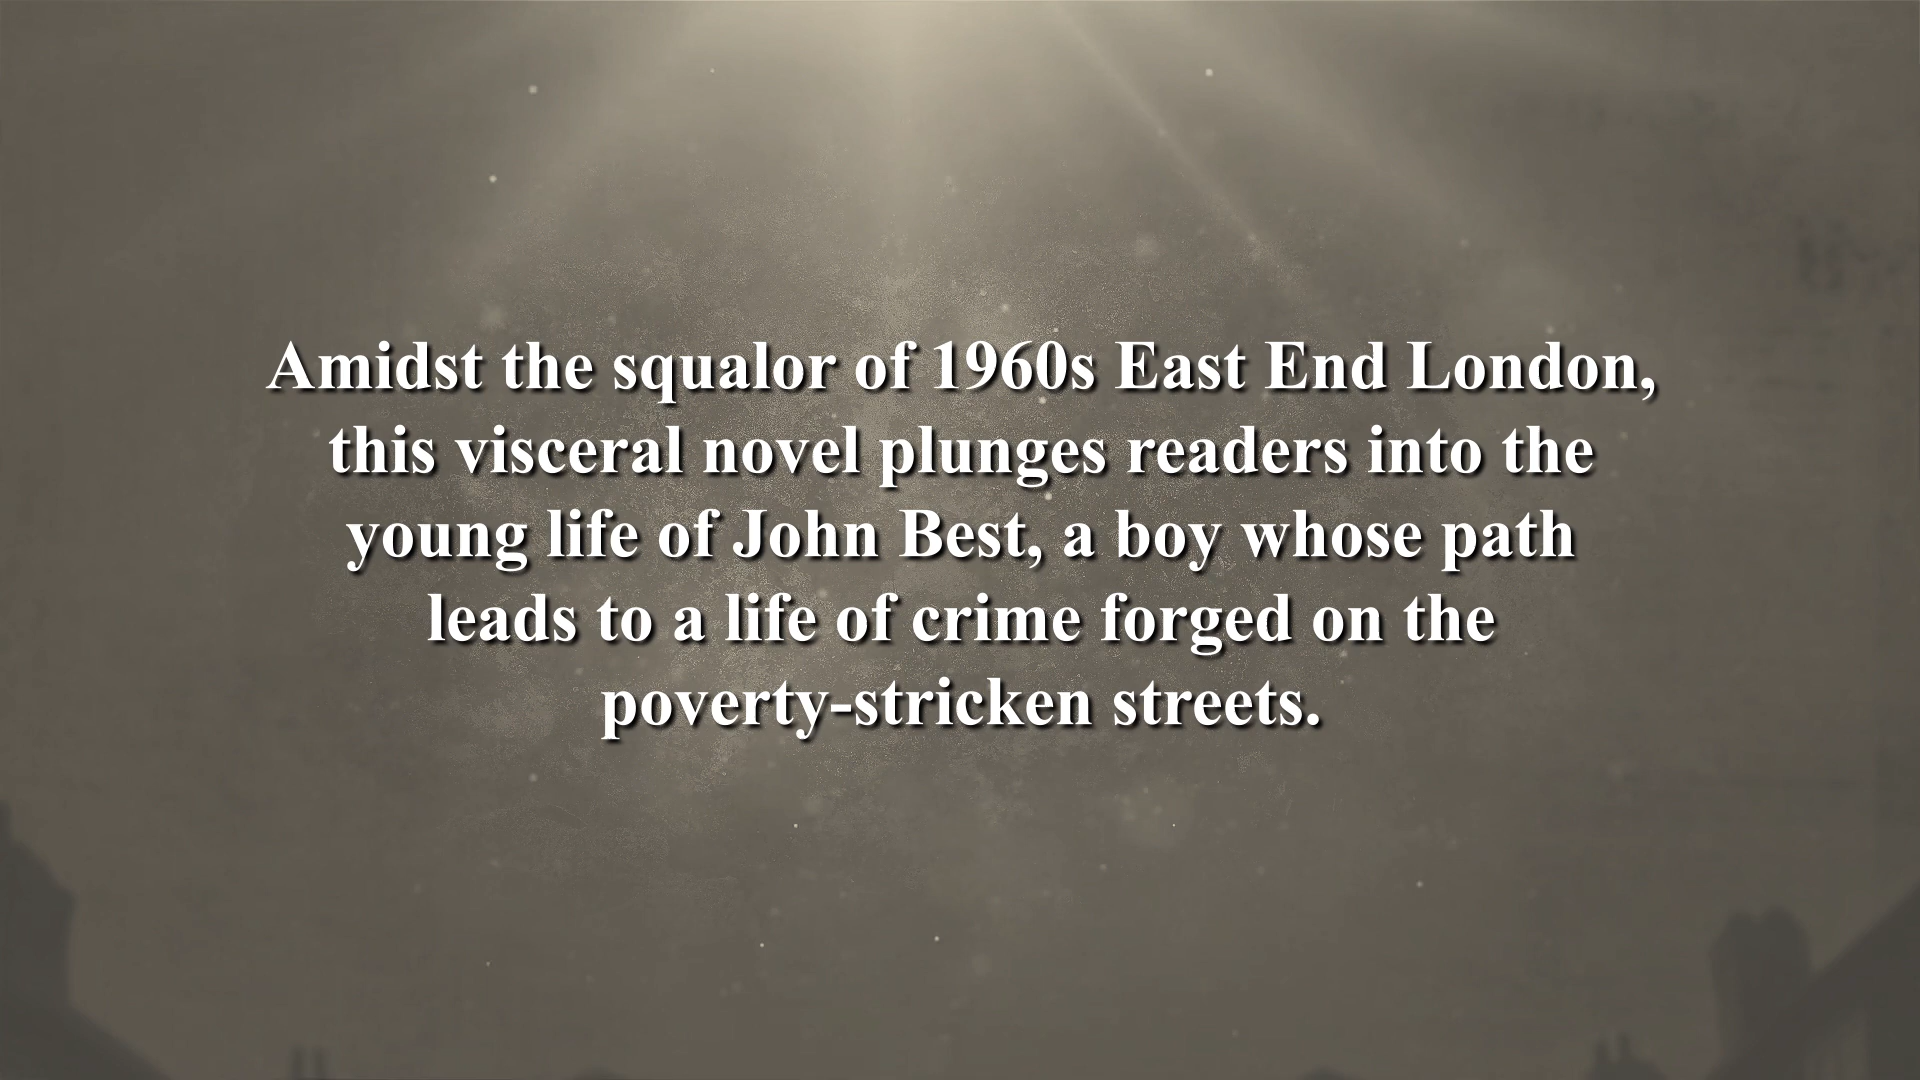 Amidst the squalor of 1960s East End London,
this visceral novel plunges readers into the
young life of John Best, a boy whose path
leads to a life of crime forged on the
poverty-stricken streets.